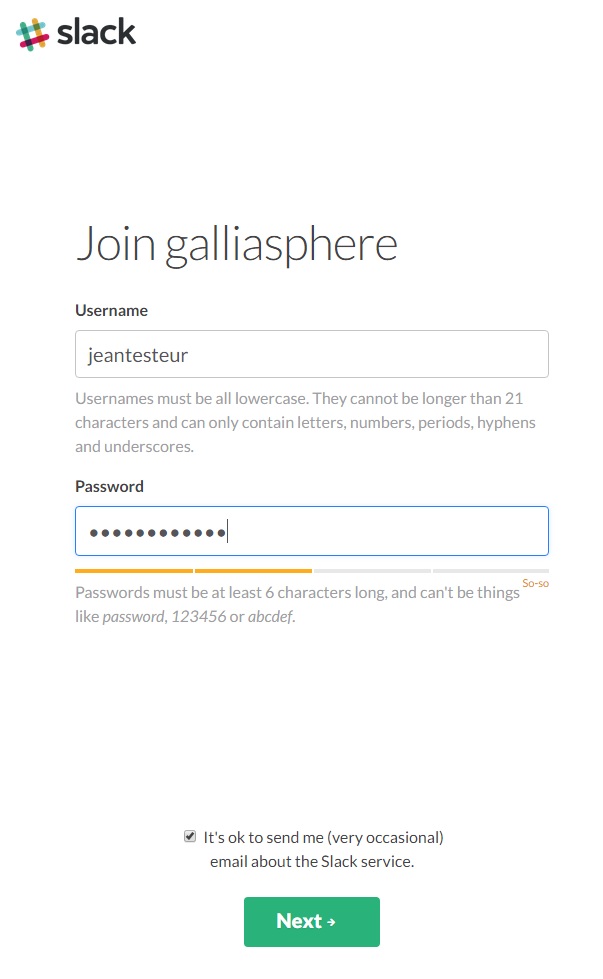 slack
Join galliasphere
Username
jeantesteur
Usernames must be all lowercase. They cannot be longer than 21
characters and can only contain letters, numbers, periods, hyphens
and underscores.
Password
••••••••••••
So-so
Passwords must be at least 6 characters long, and can't be things
like password, 123456 or abcdef.
It's ok to send me (very occasional)
email about the Slack service.
Next →